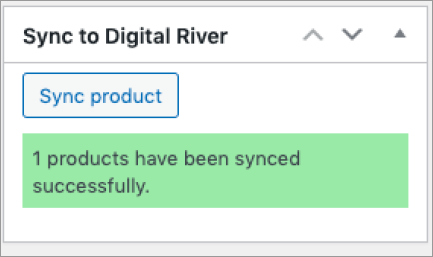 Sync to Digital River
Sync product
1 products have been synced
successfully.